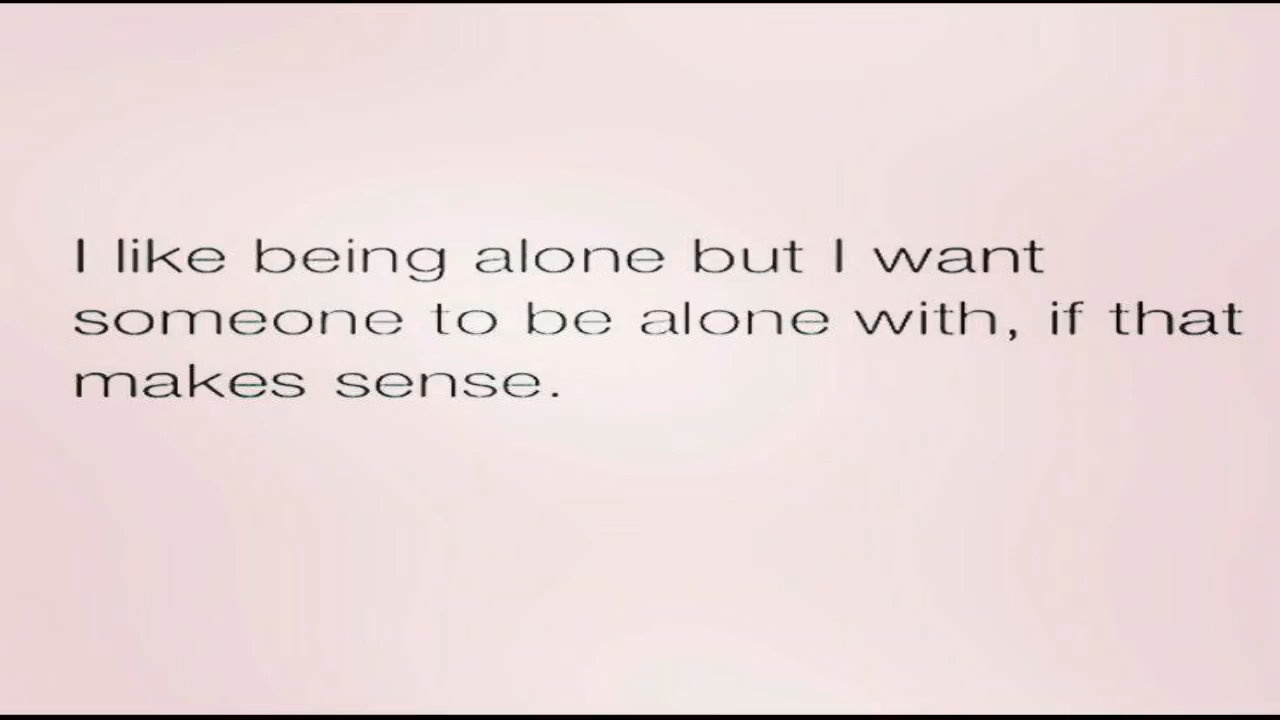 I like being alone but I want
someone to be alone with, if that
makes sense.